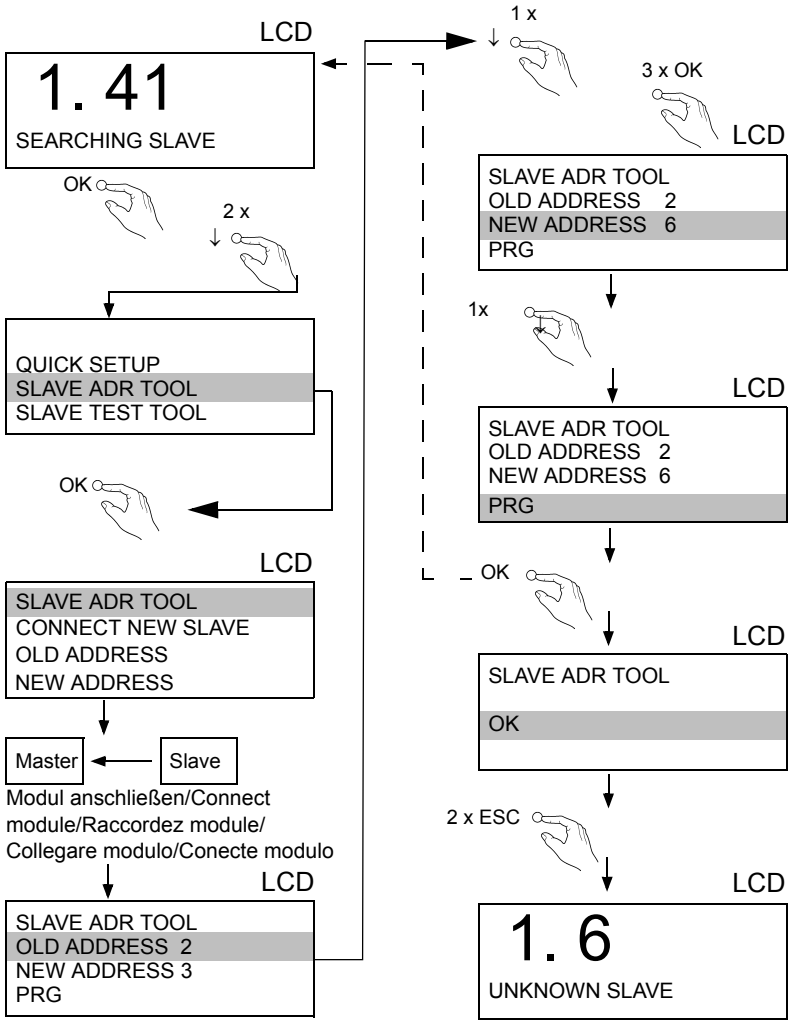 LCD
1. 41
SEARCHING SLAVE
OK
2 x
↓
QUICK SETUP
SLAVE ADR TOOL
SLAVE TEST TOOL
OK
LCD
SLAVE ADR TOOL
CONNECT NEW SLAVE
OLD ADDRESS
NEW ADDRESS
Master
Slave
Modul anschließen/Connect
module/Raccordez module/
Collegare modulo/Conecte modulo
LCD
SLAVE ADR TOOL
OLD ADDRESS 2
NEW ADDRESS 3
PRG
1 x
↓
3 x OK
LCD
SLAVE ADR TOOL
OLD ADDRESS 2
NEW ADDRESS 6
PRG
1x
↓
LCD
SLAVE ADR TOOL
OLD ADDRESS 2
NEW ADDRESS 6
PRG
OK
LCD
SLAVE ADR TOOL
OK
2 x ESC
LCD
1. 6
UNKNOWN SLAVE